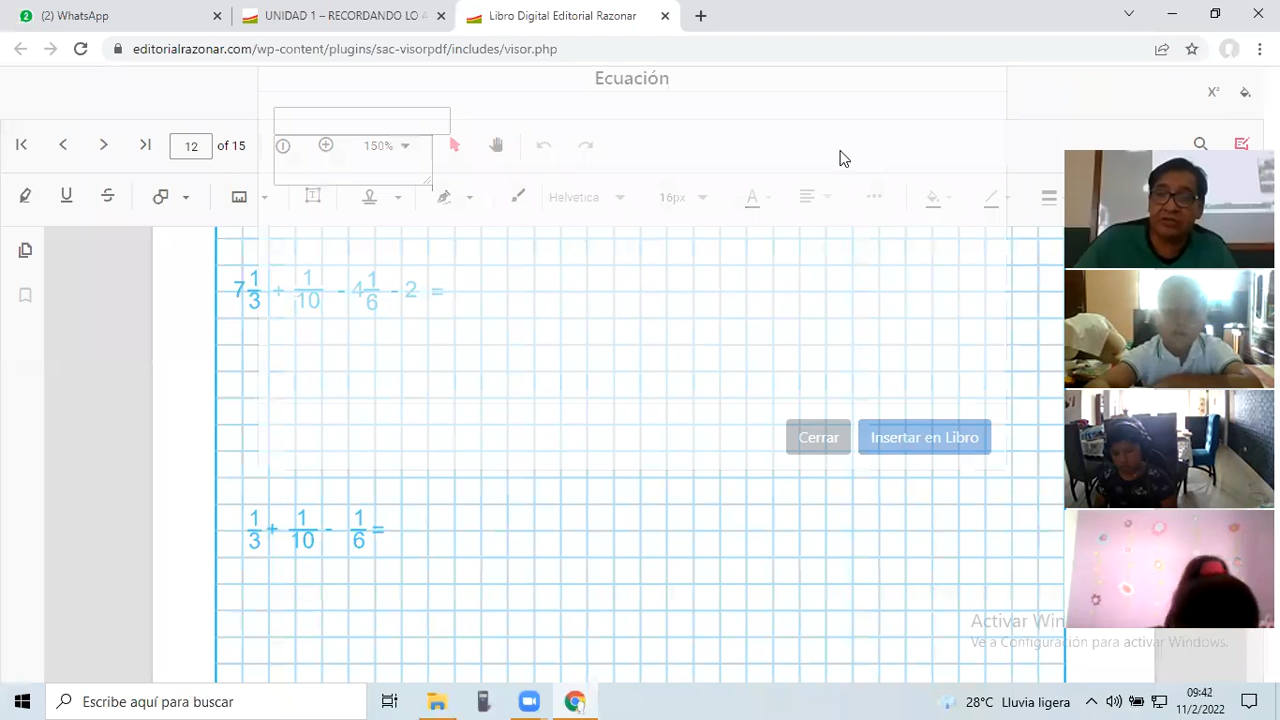 2 (2) WhatsApp
UNIDAD 1 – RECORDANDO LO A
Libro Digital Editorial Razonar
editorialrazonar.com/wp-content/plugins/sac-visorpdf/includes/visor.php
Ecuación
X²
12 of 15
150%
Helvetica
16px
7 1/3 + 1/10 - 4 1/6 - 2 =
Cerrar
Insertar en Libro
1/3 + 1/10 - 1/6 =
Activar Win
Ve a Configuración para activar Windows.
Escribe aquí para buscar
28°C Lluvia ligera
09:42
11/2/2022